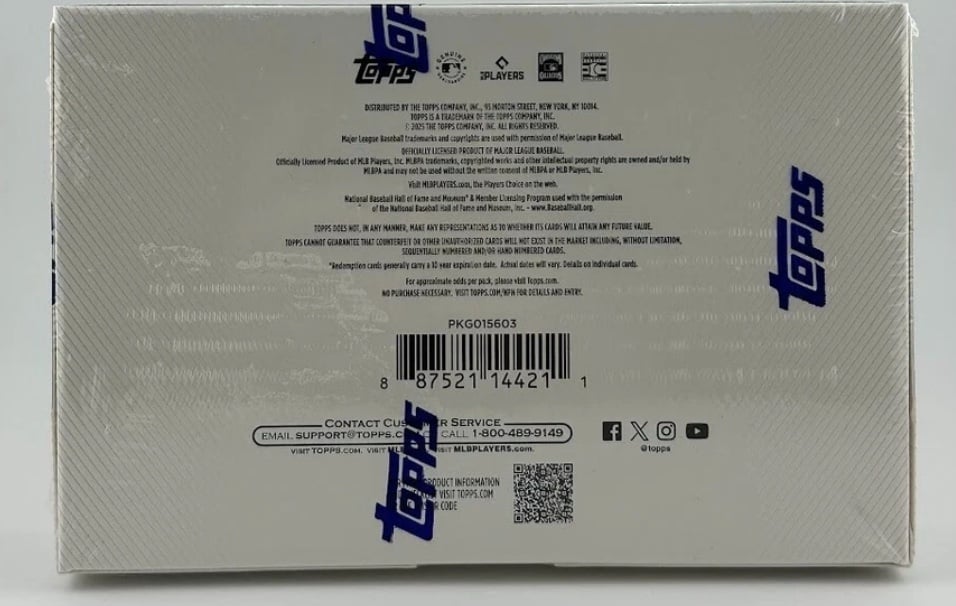 Topps
Topps
GENUINE
MLB PLAYERS
DISTRIBUTED BY THE TOPPS COMPANY, INC., 95 MORTON STREET, NEW YORK, NY 10014.
TOPPS IS A TRADEMARK OF THE TOPPS COMPANY, INC.
© 2025 THE TOPPS COMPANY, INC. ALL RIGHTS RESERVED.
Major League Baseball trademarks and copyrights are used with permission of Major League Baseball.
OFFICIALLY LICENSED PRODUCT OF MAJOR LEAGUE BASEBALL.
Officially Licensed Product of MLB Players, Inc. MLBPA trademarks, copyrighted works and other intellectual property rights are owned and/or held by
MLBPA and may not be used without the written consent of MLBPA or MLB Players, Inc.
Visit MLBPLAYERS.com, the Players Choice on the web.
National Baseball Hall of Fame and Museum® & Member Licensing Program used with the permission
of the National Baseball Hall of Fame and Museum, Inc. - www.BaseballHall.org.
TOPPS DOES NOT, IN ANY MANNER, MAKE ANY REPRESENTATIONS AS TO WHETHER ITS CARDS WILL ATTAIN ANY FUTURE VALUE.
TOPPS CANNOT GUARANTEE THAT COUNTERFEIT OR OTHER UNAUTHORIZED CARDS WILL NOT EXIST IN THE MARKET INCLUDING, WITHOUT LIMITATION,
SEQUENTIALLY NUMBERED AND/OR HAND-NUMBERED CARDS.
*Redemption cards generally carry a 10 year expiration date. Actual dates will vary. Details on individual cards.
For approximate odds per pack, please visit Topps.com.
NO PURCHASE NECESSARY. VISIT TOPPS.COM/NPN FOR DETAILS AND ENTRY.
Topps
PKG015603
8 87521 14421 1
CONTACT CUS ER SERVICE
EMAIL SUPPORT@TOPPS.C CALL 1-800-489-9149
VISIT TOPPS.COM. VISIT MLB VISIT MLBPLAYERS.com.
@topps
Topps
PRODUCT INFORMATION
VISIT TOPPS.COM
QR CODE